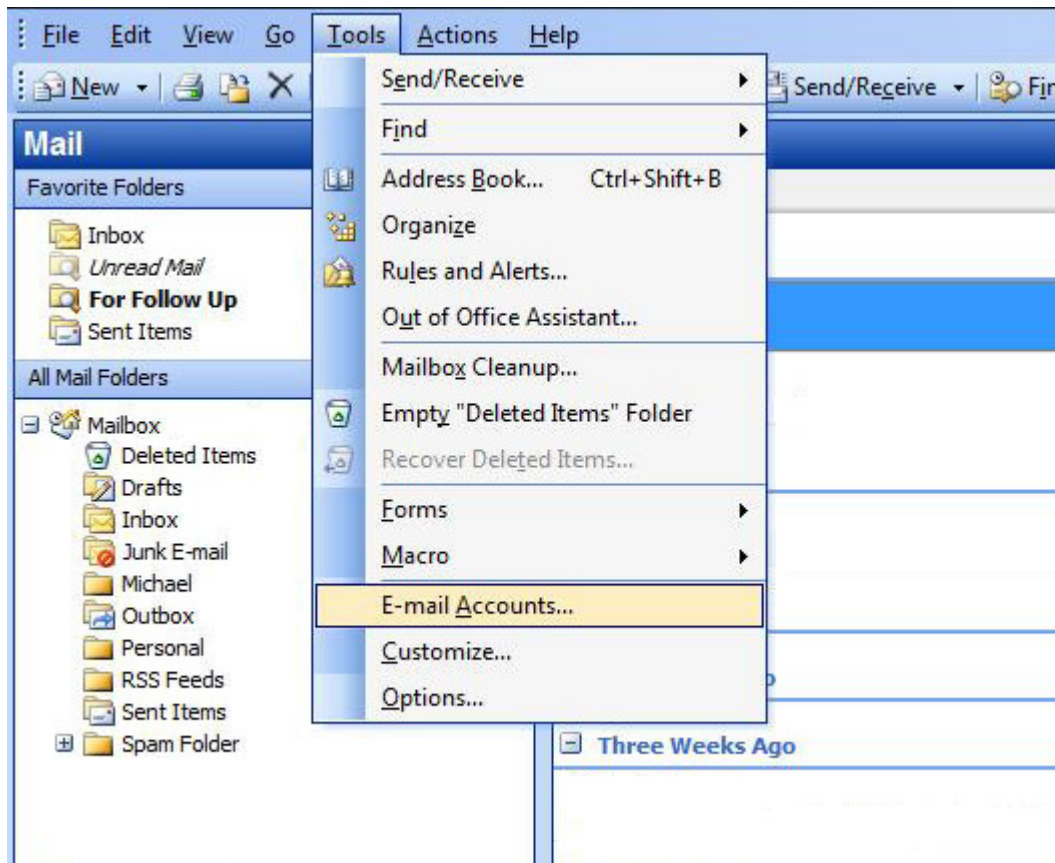 File Edit View Go Tools Actions Help
New Send/Receive
Mail
Favorite Folders
Inbox
Unread Mail
For Follow Up
Sent Items
All Mail Folders
Mailbox
Deleted Items
Drafts
Inbox
Junk E-mail
Michael
Outbox
Personal
RSS Feeds
Sent Items
Spam Folder
Send/Receive
Find
Address Book... Ctrl+Shift+B
Organize
Rules and Alerts...
Out of Office Assistant...
Mailbox Cleanup...
Empty "Deleted Items" Folder
Recover Deleted Items...
Forms
Macro
E-mail Accounts...
Customize...
Options...
Three Weeks Ago